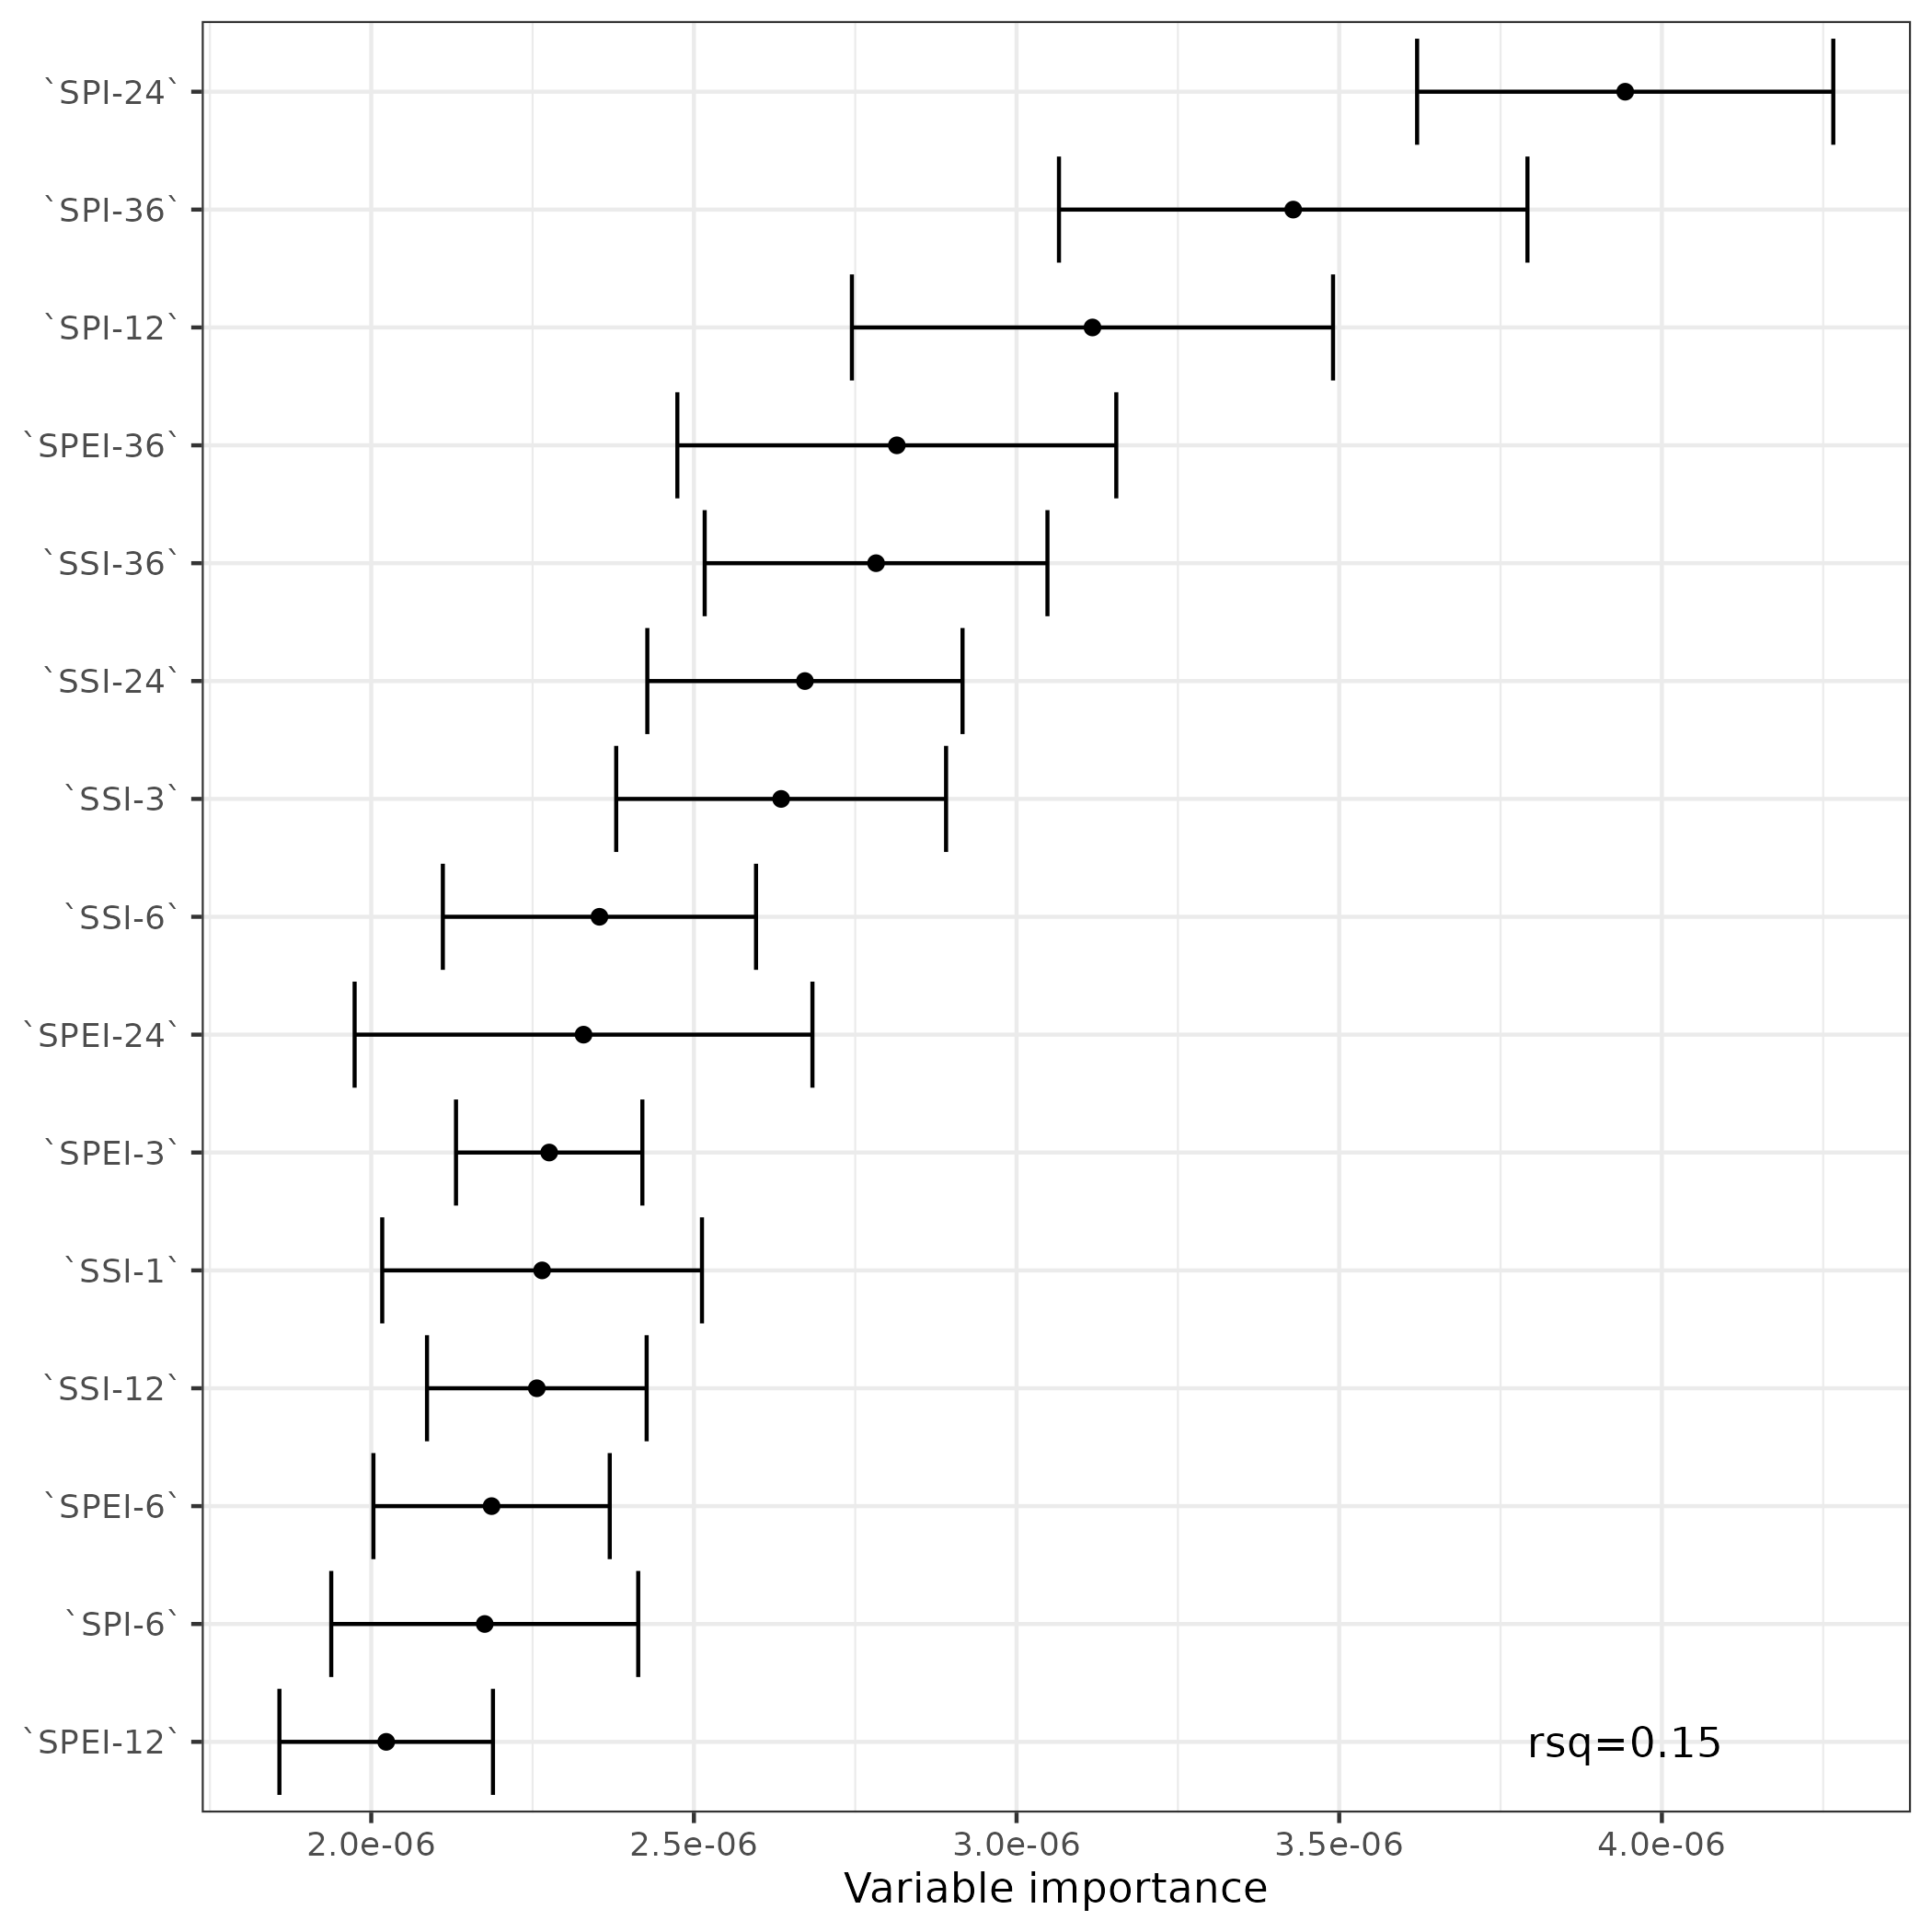 `SPI-24`
`SPI-36`
`SPI-12`
`SPEI-36`
`SSI-36`
`SSI-24`
`SSI-3`
`SSI-6`
`SPEI-24`
`SPEI-3`
`SSI-1`
`SSI-12`
`SPEI-6`
`SPI-6`
`SPEI-12`
rsq=0.15
2.0e-06 2.5e-06 3.0e-06 3.5e-06 4.0e-06
Variable importance